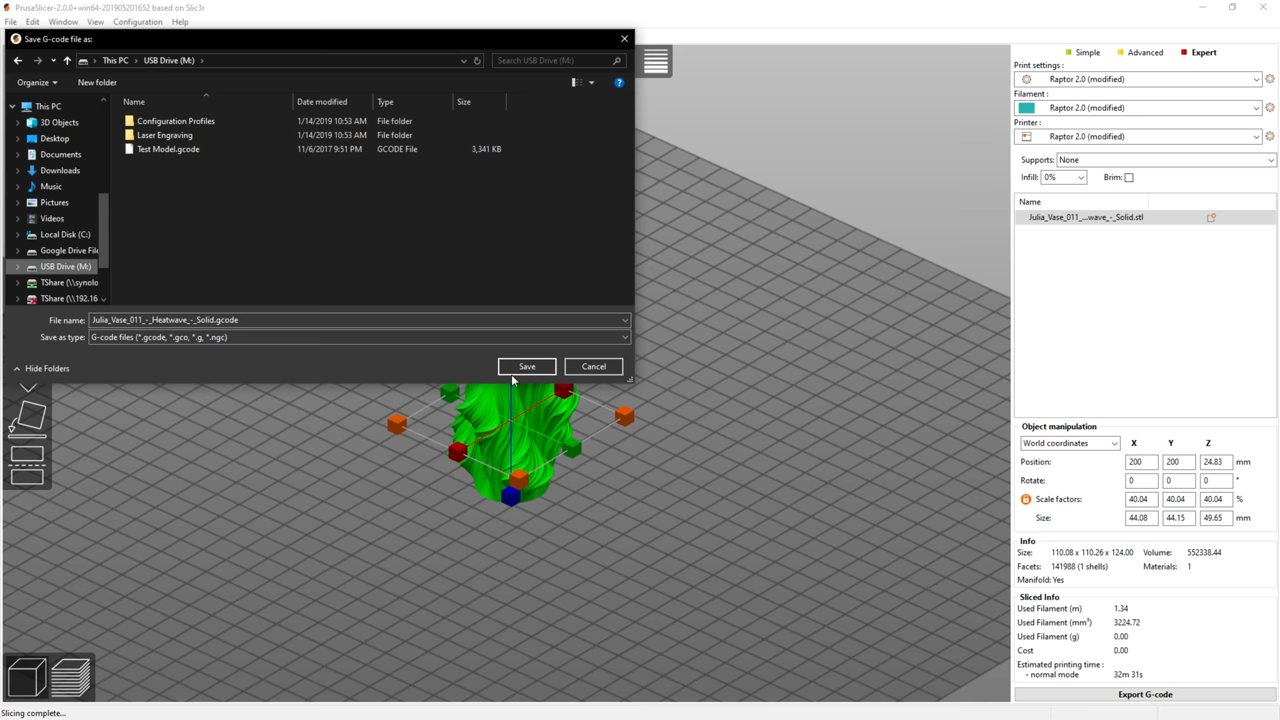 PrusaSlicer-2.0.0+win64-201905201652 based on Slic3r
File Edit Window View Configuration Help
Save G-code file as:
This PC > USB Drive (M:) >
Search USB Drive (M:)
Organize New folder
This PC
3D Objects
Desktop
Documents
Downloads
Music
Pictures
Videos
Local Disk (C:)
Google Drive File
USB Drive (M:)
TShare (\\synolo
TShare (\\192.16
Name Date modified Type Size
Configuration Profiles 1/14/2019 10:53 AM File folder
Laser Engraving 1/14/2019 10:53 AM File folder
Test Model.gcode 11/6/2017 9:51 PM GCODE File 3,341 KB
File name: Julia_Vase_011_-_Heatwave_-_Solid.gcode
Save as type: G-code files (*.gcode, *.gco, *.g, *.ngc)
Hide Folders
Save Cancel
Simple Advanced Expert
Print settings :
Raptor 2.0 (modified)
Filament :
Raptor 2.0 (modified)
Printer :
Raptor 2.0 (modified)
Supports: None
Infill: 0% Brim:
Name
Julia_Vase_011_...wave_-_Solid.stl
Object manipulation
World coordinates X Y Z
Position: 200 200 24.83 mm
Rotate: 0 0 0 °
Scale factors: 40.04 40.04 40.04 %
Size: 44.08 44.15 49.65 mm
Info
Size: 110.08 x 110.26 x 124.00 Volume: 552338.44
Facets: 141988 (1 shells) Materials: 1
Manifold: Yes
Sliced Info
Used Filament (m) 1.34
Used Filament (mm³) 3224.72
Used Filament (g) 0.00
Cost 0.00
Estimated printing time :
- normal mode 32m 31s
Export G-code
Slicing complete...